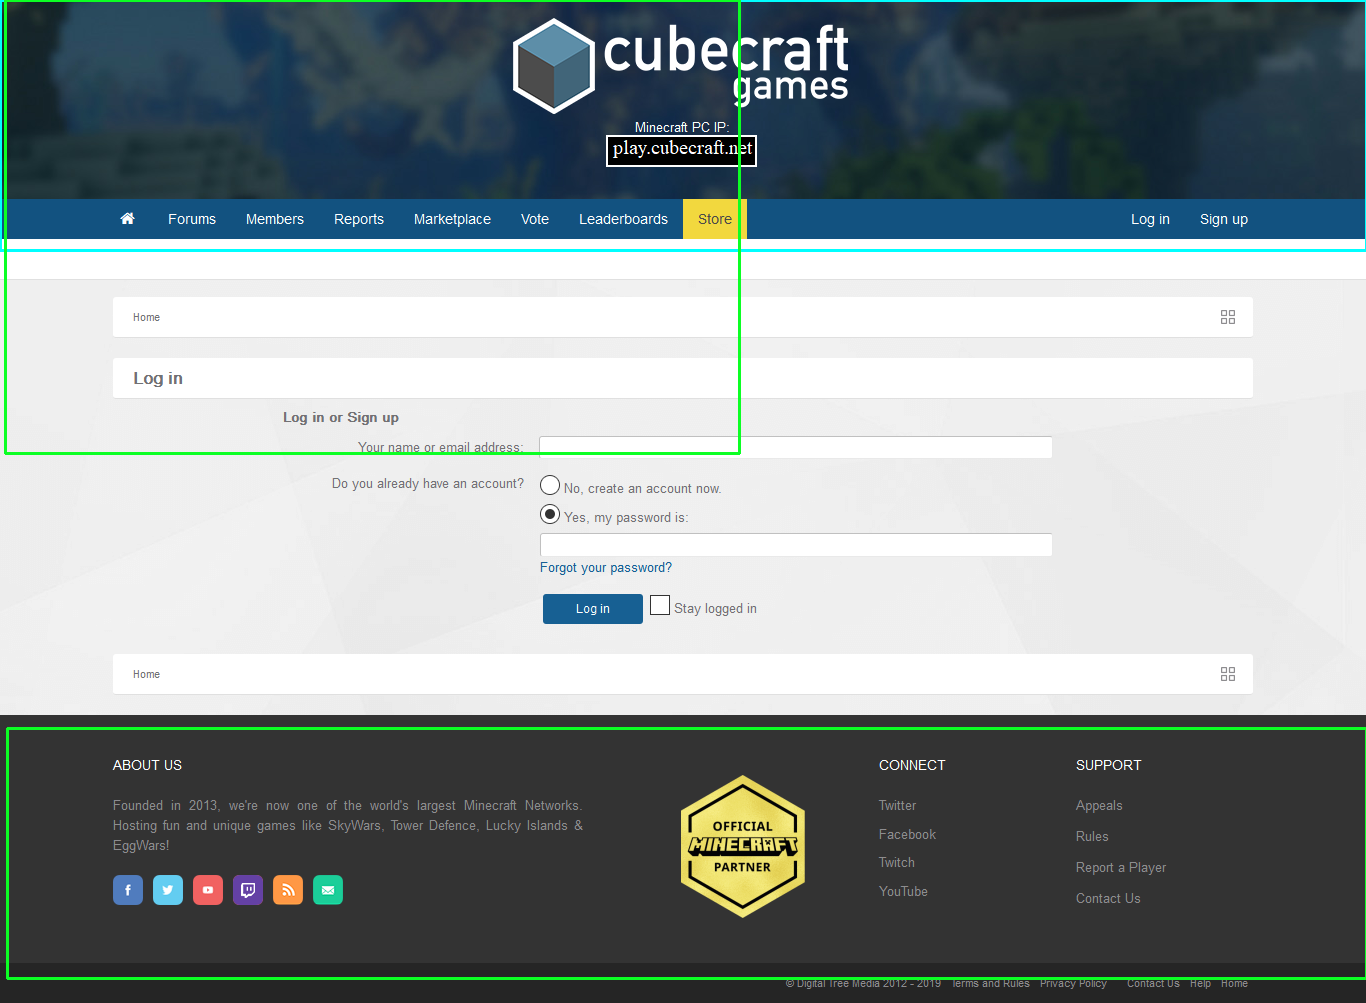 cubecraft
games
Minecraft PC IP:
play.cubecraft.net
Forums Members Reports Marketplace Vote Leaderboards Store Log in Sign up
Home
Log in
Log in or Sign up
Your name or email address:
Do you already have an account?
No, create an account now.
Yes, my password is:
Forgot your password?
Log in Stay logged in
Home
ABOUT US
Founded in 2013, we're now one of the world's largest Minecraft Networks.
Hosting fun and unique games like SkyWars, Tower Defence, Lucky Islands &
EggWars!
OFFICIAL
MINECRAFT
PARTNER
CONNECT
Twitter
Facebook
Twitch
YouTube
SUPPORT
Appeals
Rules
Report a Player
Contact Us
© Digital Tree Media 2012 - 2019 Terms and Rules Privacy Policy Contact Us Help Home